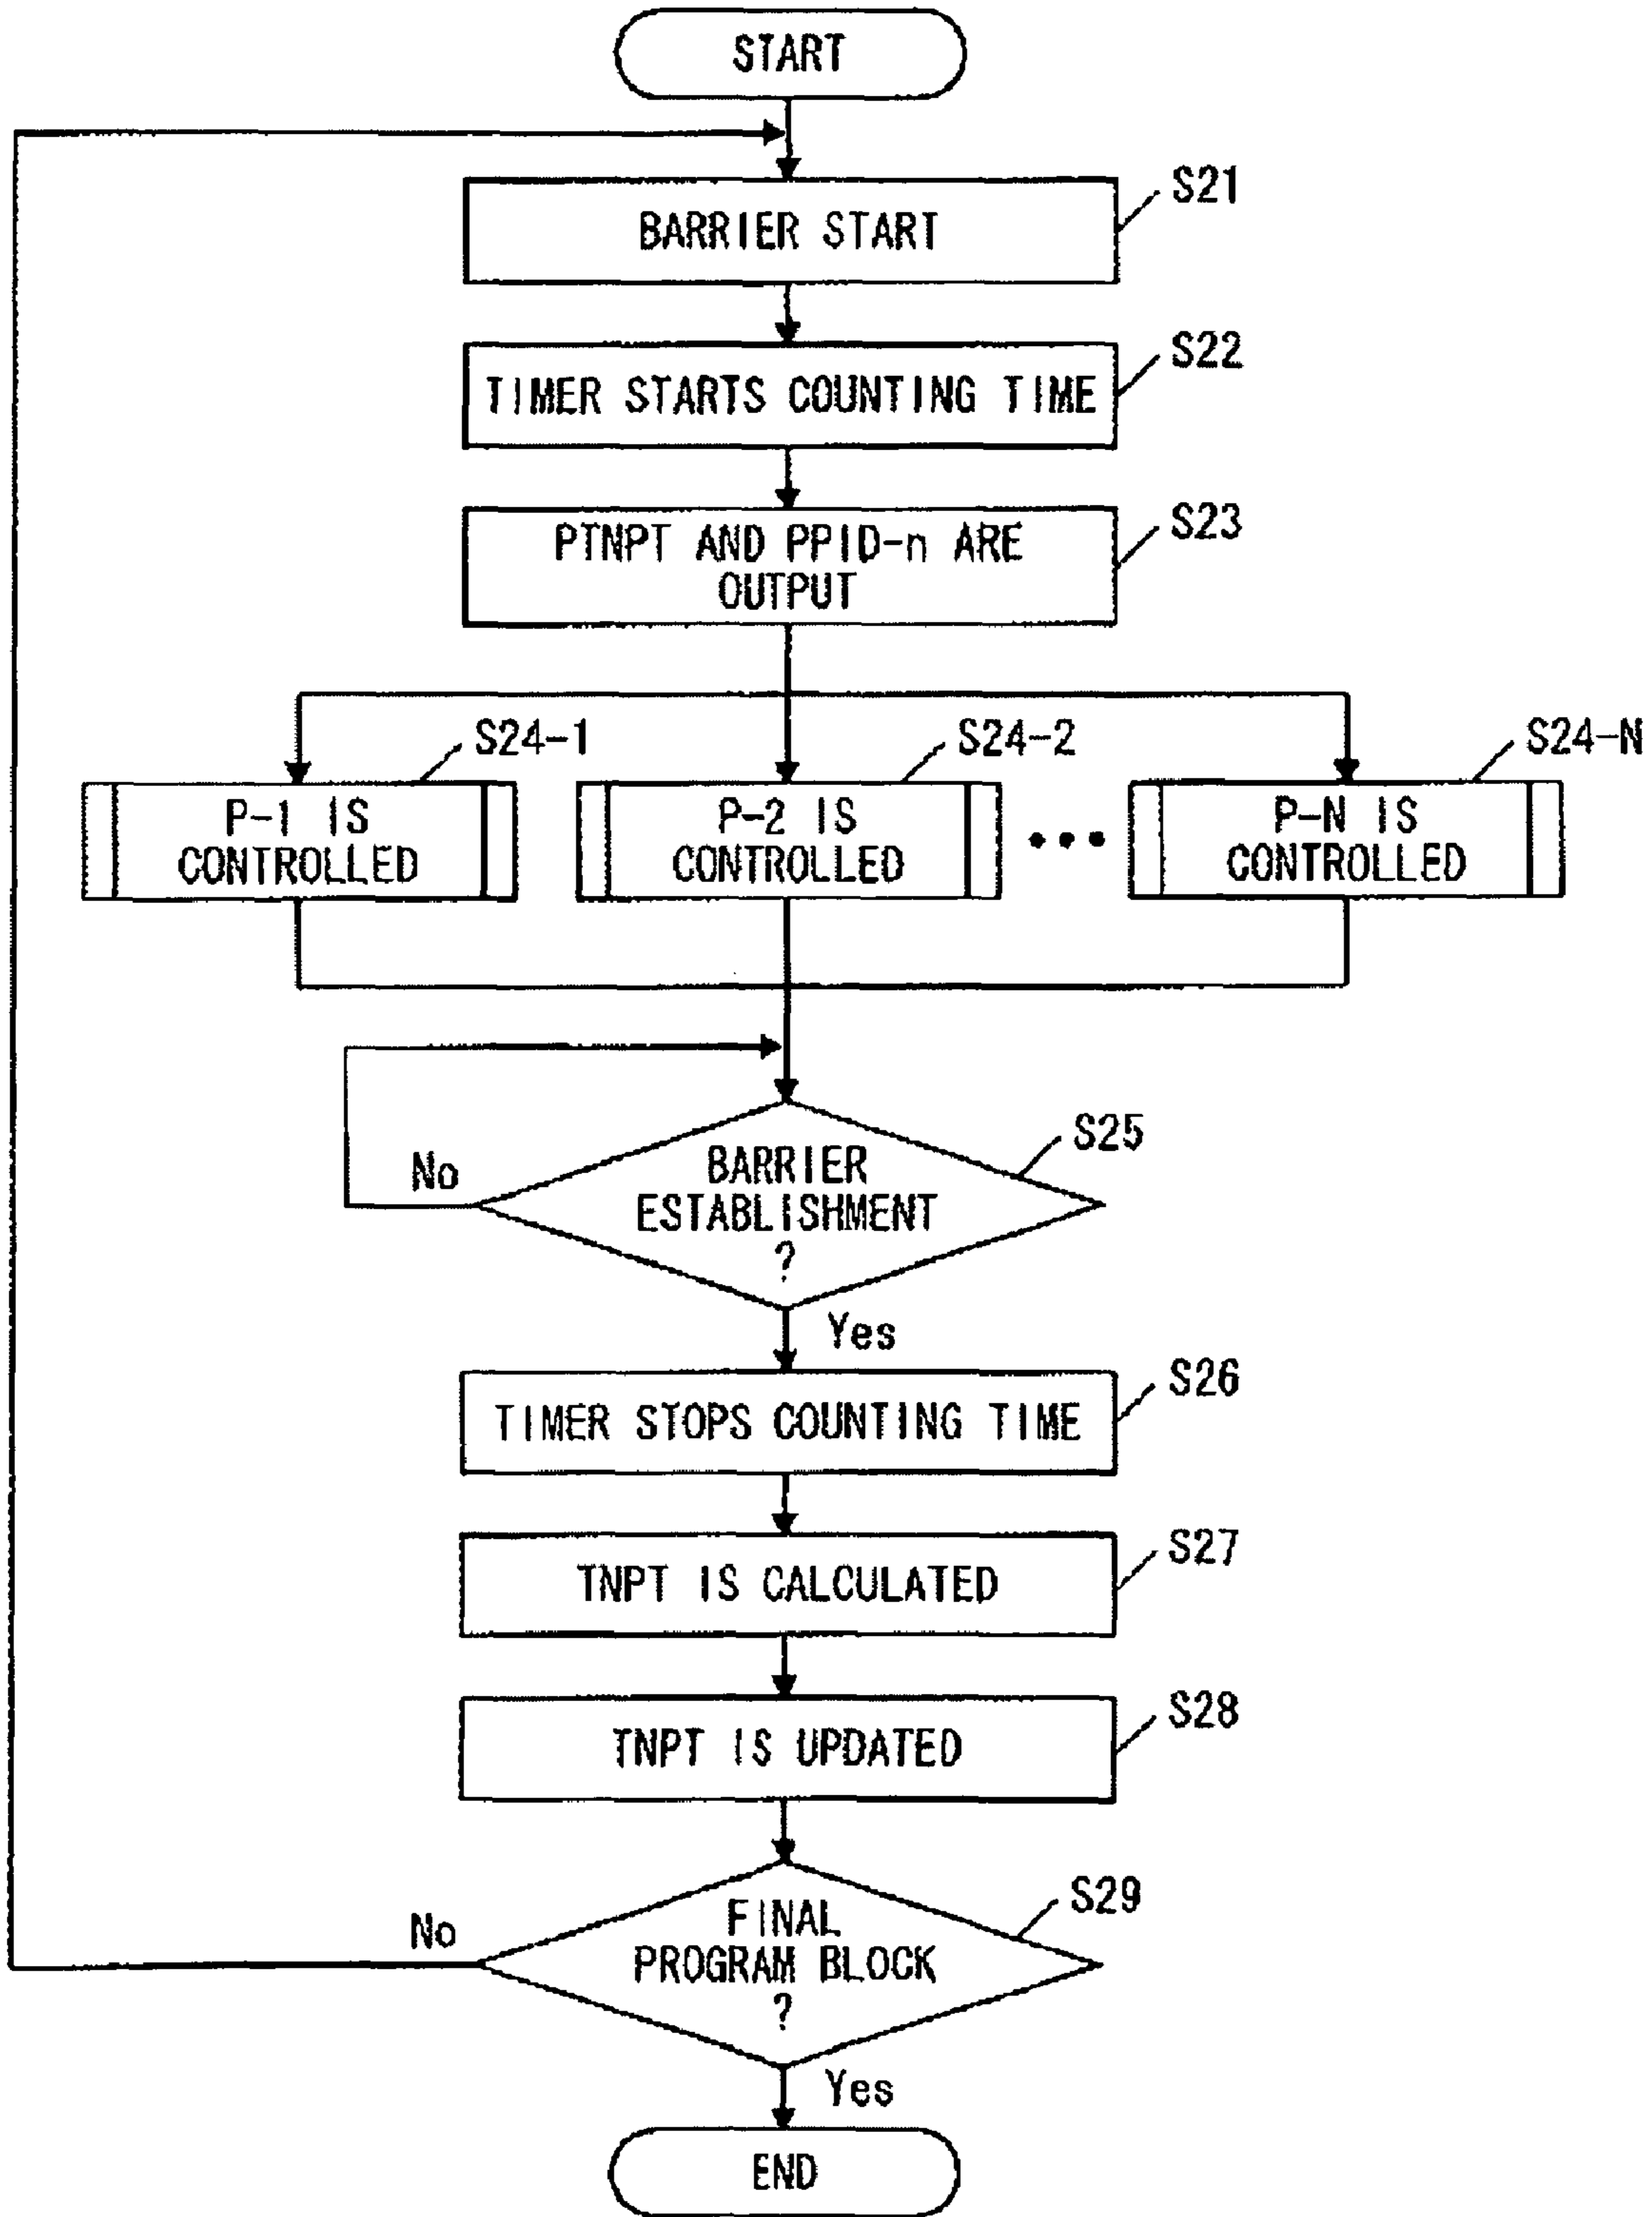 START
S21
BARRIER START
S22
TIMER STARTS COUNTING TIME
S23
PTNPT AND PPID-n ARE
OUTPUT
S24-1
S24-2
S24-N
P-1 IS
CONTROLLED
P-2 IS
CONTROLLED
•••
P-N IS
CONTROLLED
S25
BARRIER
ESTABLISHMENT
?
No
Yes
S26
TIMER STOPS COUNTING TIME
S27
TNPT IS CALCULATED
S28
TNPT IS UPDATED
S29
FINAL
PROGRAM BLOCK
?
No
Yes
END